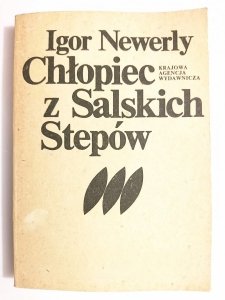 Igor Newerly
Chłopiec
KRAJOWA
AGENCJA
WYDAWNICZA
z Salskich
Stepów